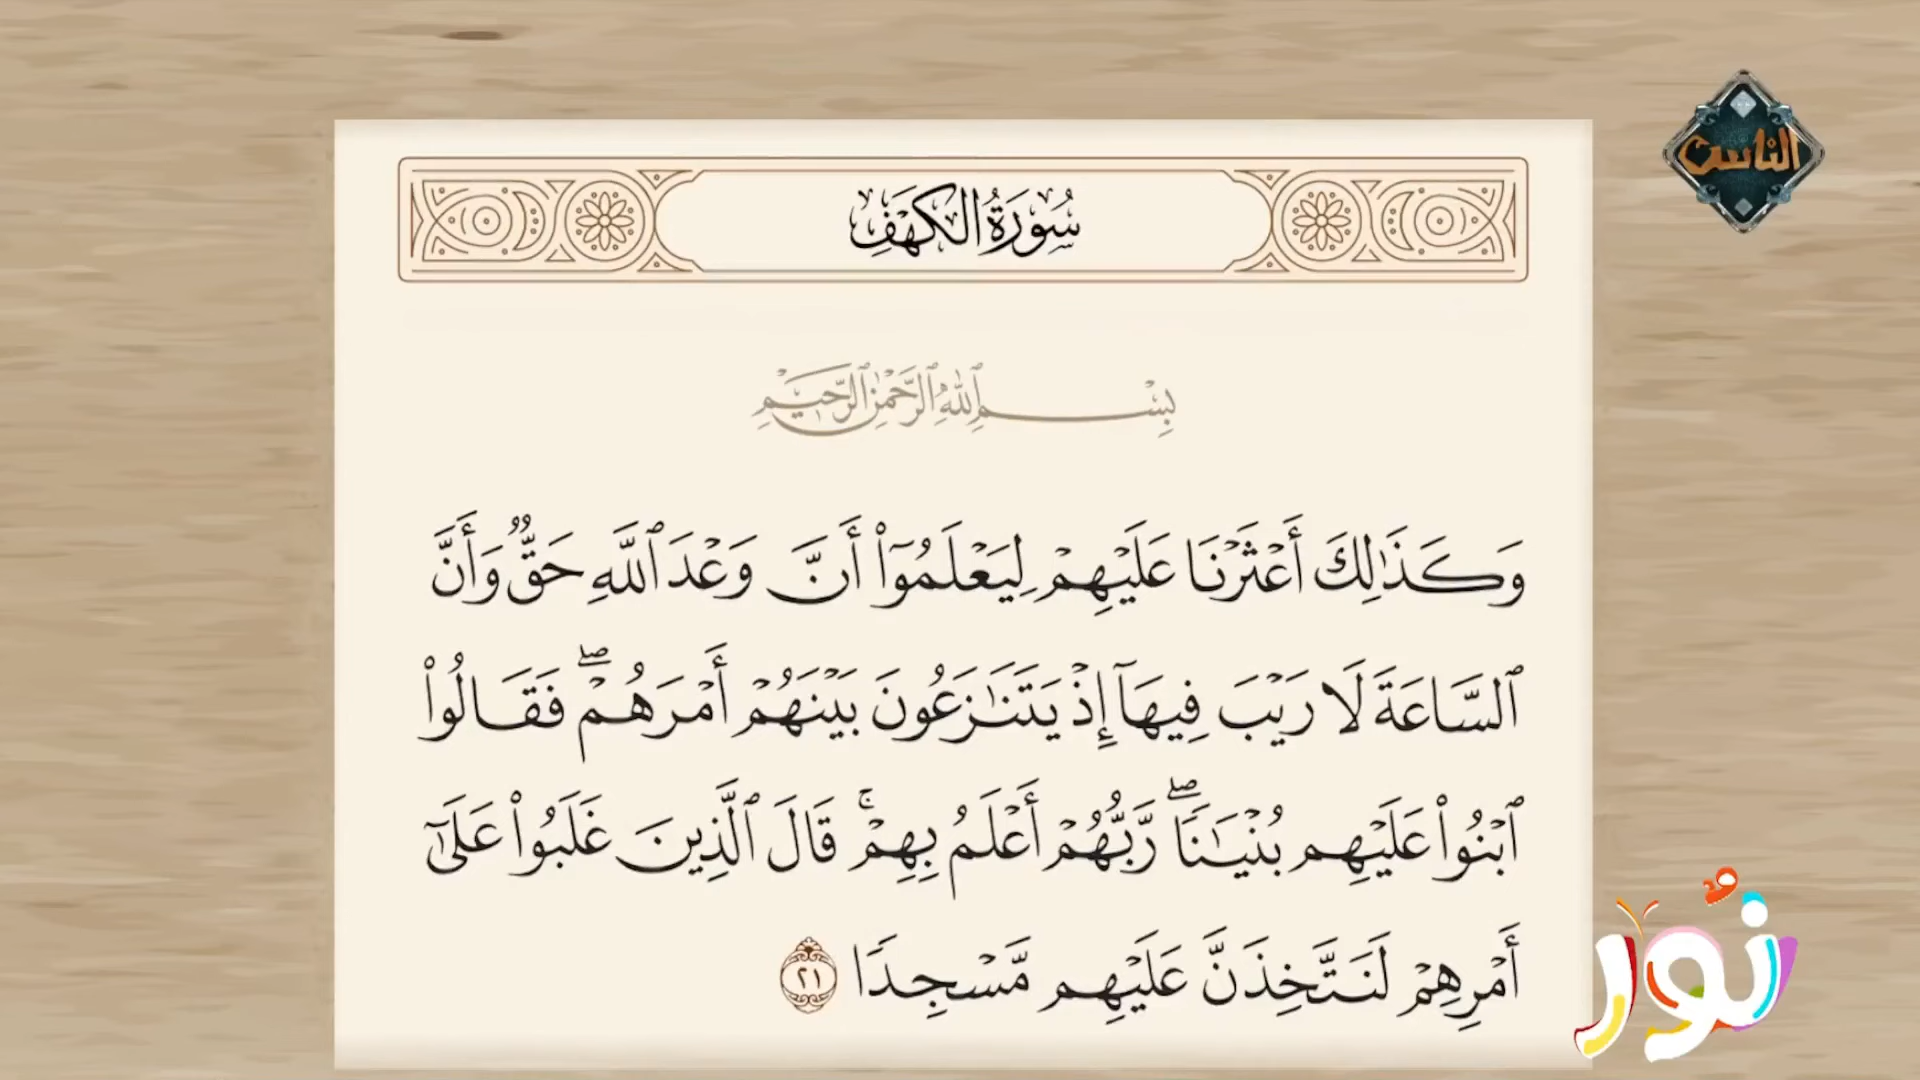 الناس
سُورَةُ الكَهۡفِ
بِسۡمِ ٱللَّهِ ٱلرَّحۡمَٰنِ ٱلرَّحِيمِ
وَكَذَٰلِكَ أَعۡثَرۡنَا عَلَيۡهِمۡ لِيَعۡلَمُوٓاْ أَنَّ وَعۡدَ ٱللَّهِ حَقّٞ وَأَنَّ
ٱلسَّاعَةَ لَا رَيۡبَ فِيهَآ إِذۡ يَتَنَٰزَعُونَ بَيۡنَهُمۡ أَمۡرَهُمۡۖ فَقَالُواْ
ٱبۡنُواْ عَلَيۡهِم بُنۡيَٰنٗاۖ رَّبُّهُمۡ أَعۡلَمُ بِهِمۡۚ قَالَ ٱلَّذِينَ غَلَبُواْ عَلَىٰٓ
أَمۡرِهِمۡ لَنَتَّخِذَنَّ عَلَيۡهِم مَّسۡجِدٗا ٢١
نُور